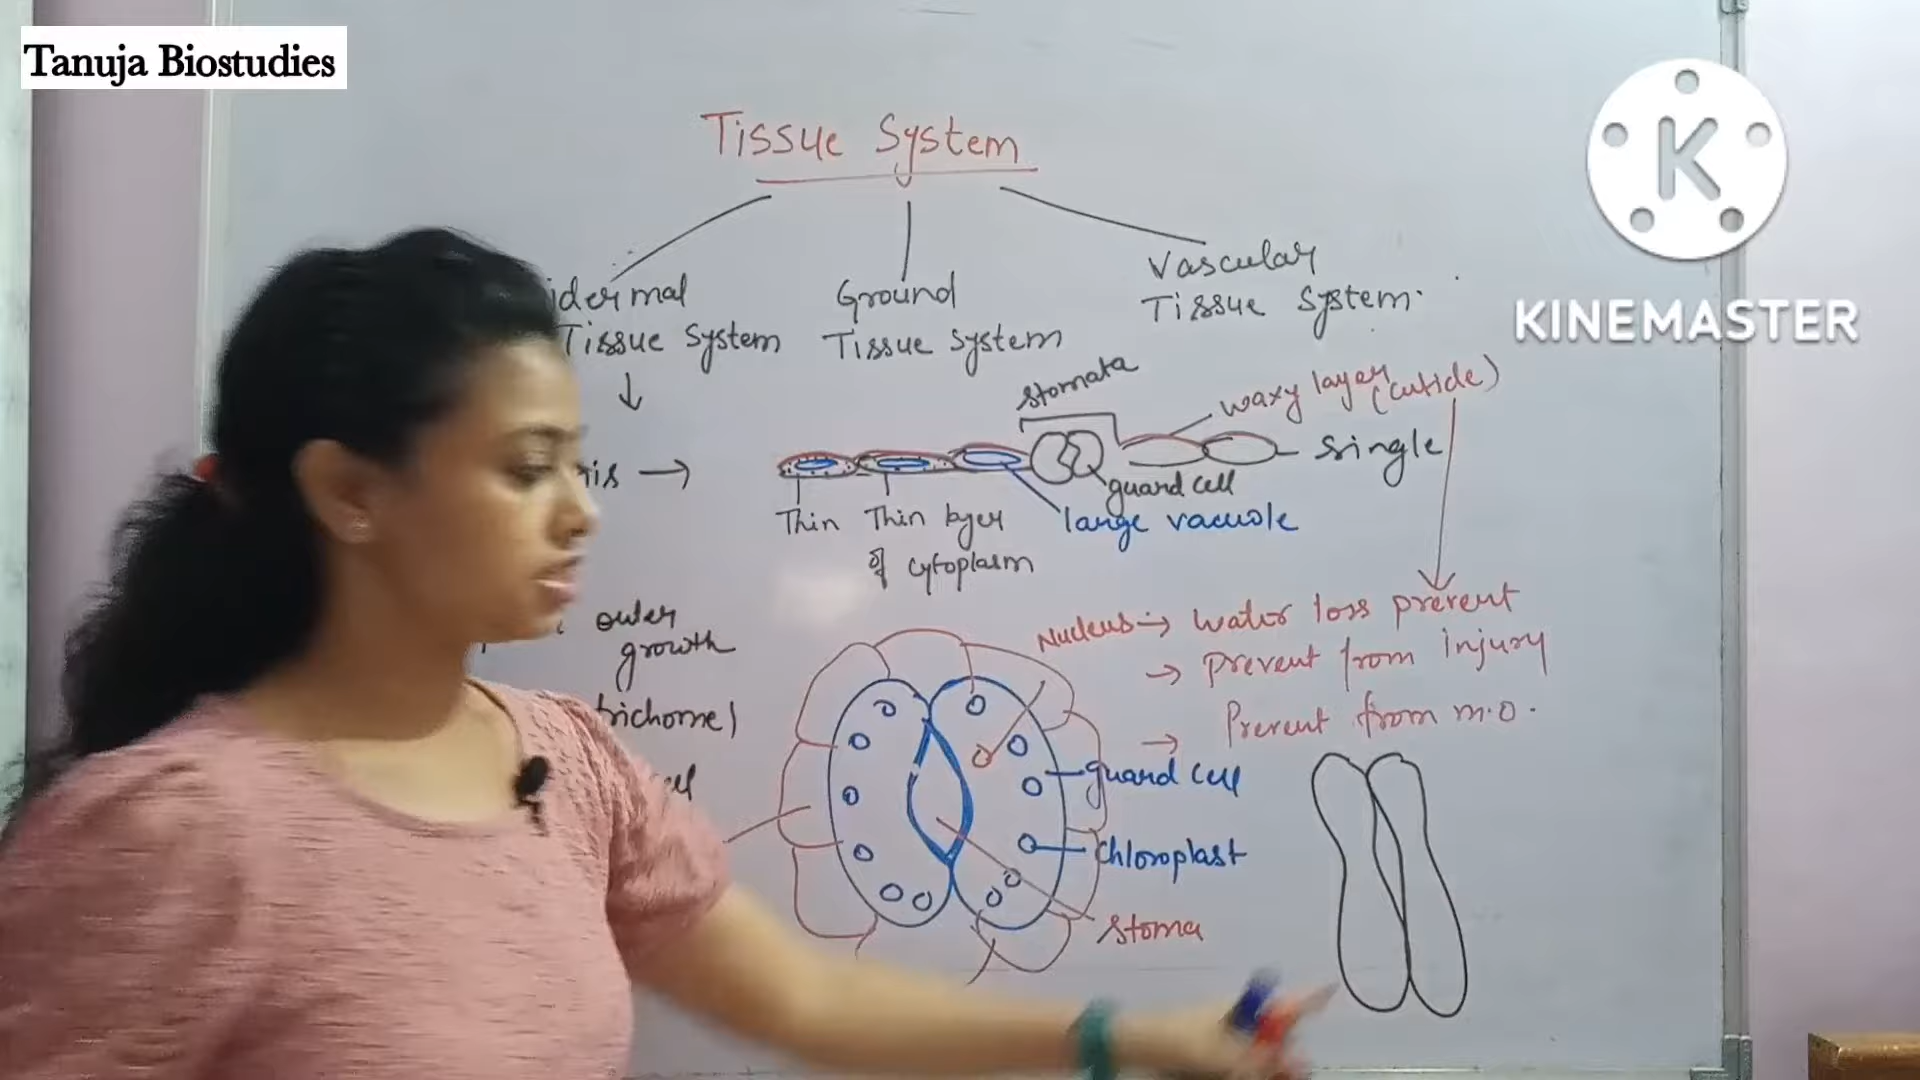 Tanuja Biostudies
KINEMASTER
Tissue System
idermal
Tissue System
Ground
Tissue System
Vascular
Tissue System
stomata
waxy layer (cuticle)
single
guard cell
large vacuole
Thin
Thin layer
of cytoplasm
outer
growth
trichome)
Nucleus
→ water loss prevent
→ prevent from injury
→ Prevent from m.o.
guard cell
chloroplast
stoma